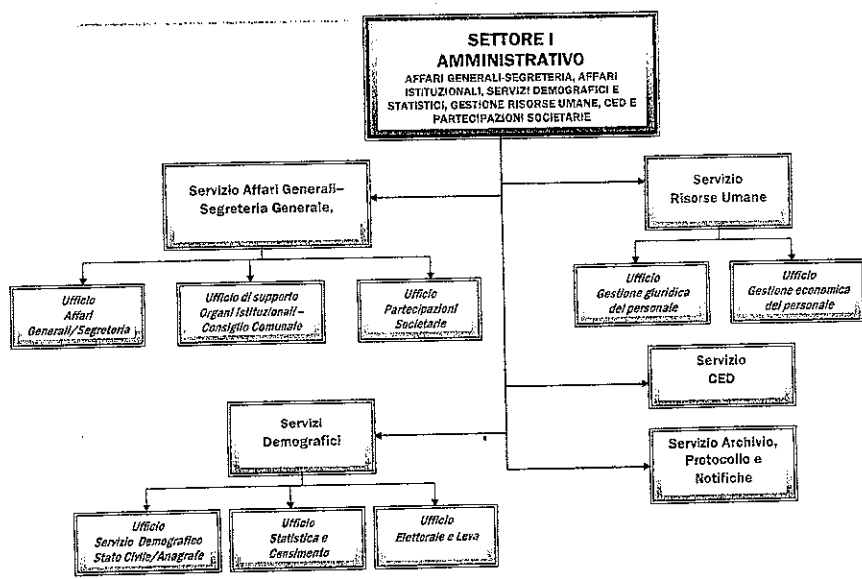 SETTORE I
AMMINISTRATIVO
AFFARI GENERALI-SEGRETERIA, AFFARI
ISTITUZIONALI, SERVIZI DEMOGRAFICI E
STATISTICI, GESTIONE RISORSE UMANE, CED E
PARTECIPAZIONI SOCIETARIE
Servizio Affari Generali–
Segreteria Generale,
Servizio
Risorse Umane
Ufficio
Affari
Generali/Segreteria
Ufficio di supporto
Organi Istituzionali –
Consiglio Comunale
Ufficio
Partecipazioni
Societarie
Ufficio
Gestione giuridica
del personale
Ufficio
Gestione economica
del personale
Servizio
CED
Servizi
Demografici
Servizio Archivio,
Protocollo e
Notifiche
Ufficio
Servizio Demografico
Stato Civile/Anagrafe
Ufficio
Statistica e
Censimento
Ufficio
Elettorale e Leva